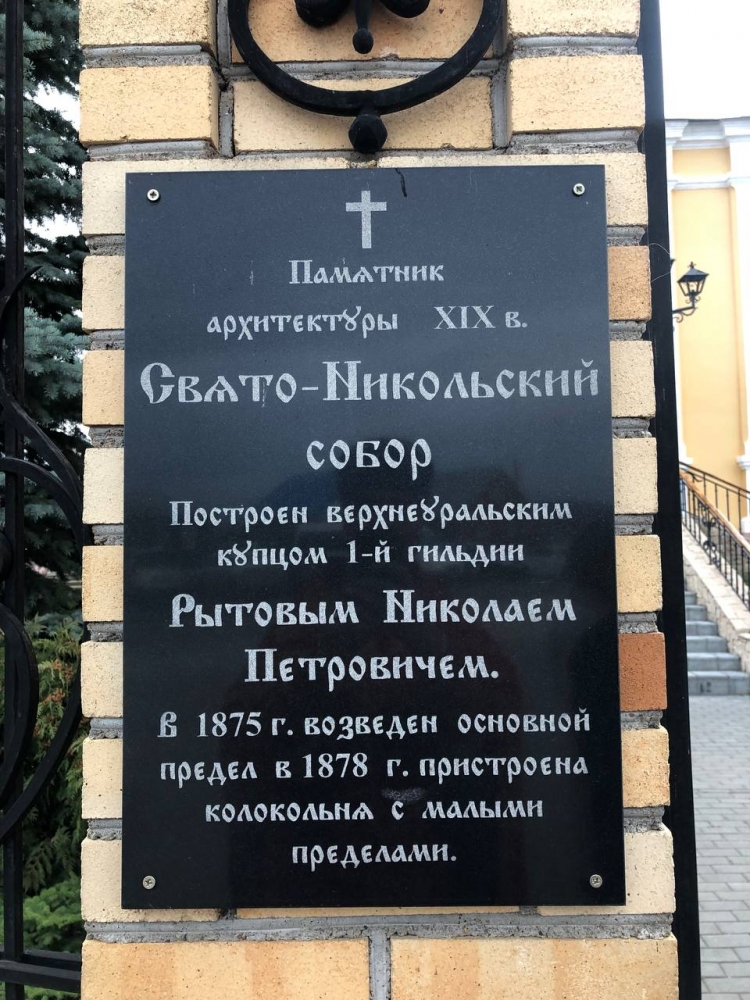 Памятник
архитектуры XIX в.
Свято-Никольский
собор
Построен верхнеуральским
купцом 1-й гильдии
Рытовым Николаем
Петровичем.
В 1875 г. возведен основной
предел в 1878 г. пристроена
колокольня с малыми
пределами.